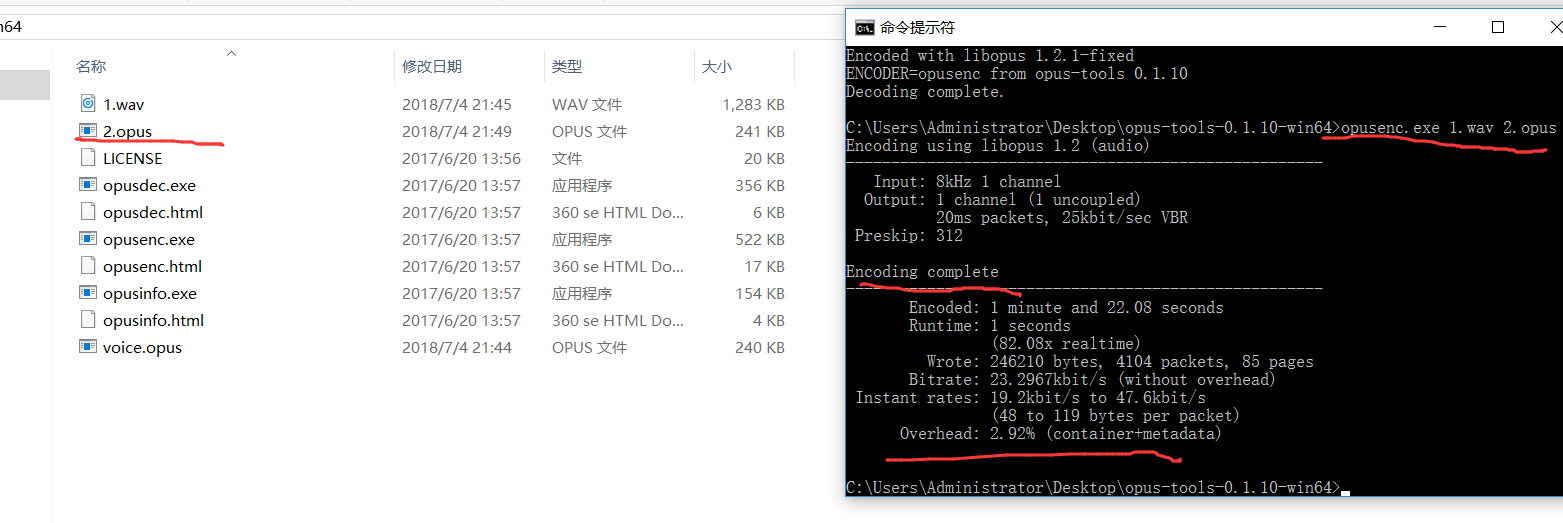 n64
名称 修改日期 类型 大小
1.wav 2018/7/4 21:45 WAV 文件 1,283 KB
2.opus 2018/7/4 21:49 OPUS 文件 241 KB
LICENSE 2017/6/20 13:56 文件 20 KB
opusdec.exe 2017/6/20 13:57 应用程序 356 KB
opusdec.html 2017/6/20 13:57 360 se HTML Do... 6 KB
opusenc.exe 2017/6/20 13:57 应用程序 522 KB
opusenc.html 2017/6/20 13:57 360 se HTML Do... 17 KB
opusinfo.exe 2017/6/20 13:57 应用程序 154 KB
opusinfo.html 2017/6/20 13:57 360 se HTML Do... 4 KB
voice.opus 2018/7/4 21:44 OPUS 文件 240 KB
命令提示符
Encoded with libopus 1.2.1-fixed
ENCODER=opusenc from opus-tools 0.1.10
Decoding complete.
C:\Users\Administrator\Desktop\opus-tools-0.1.10-win64>opusenc.exe 1.wav 2.opus
Encoding using libopus 1.2 (audio)
-----------------------------------------------------
Input: 8kHz 1 channel
Output: 1 channel (1 uncoupled)
20ms packets, 25kbit/sec VBR
Preskip: 312
Encoding complete
-----------------------------------------------------
Encoded: 1 minute and 22.08 seconds
Runtime: 1 seconds
(82.08x realtime)
Wrote: 246210 bytes, 4104 packets, 85 pages
Bitrate: 23.2967kbit/s (without overhead)
Instant rates: 19.2kbit/s to 47.6kbit/s
(48 to 119 bytes per packet)
Overhead: 2.92% (container+metadata)
C:\Users\Administrator\Desktop\opus-tools-0.1.10-win64>